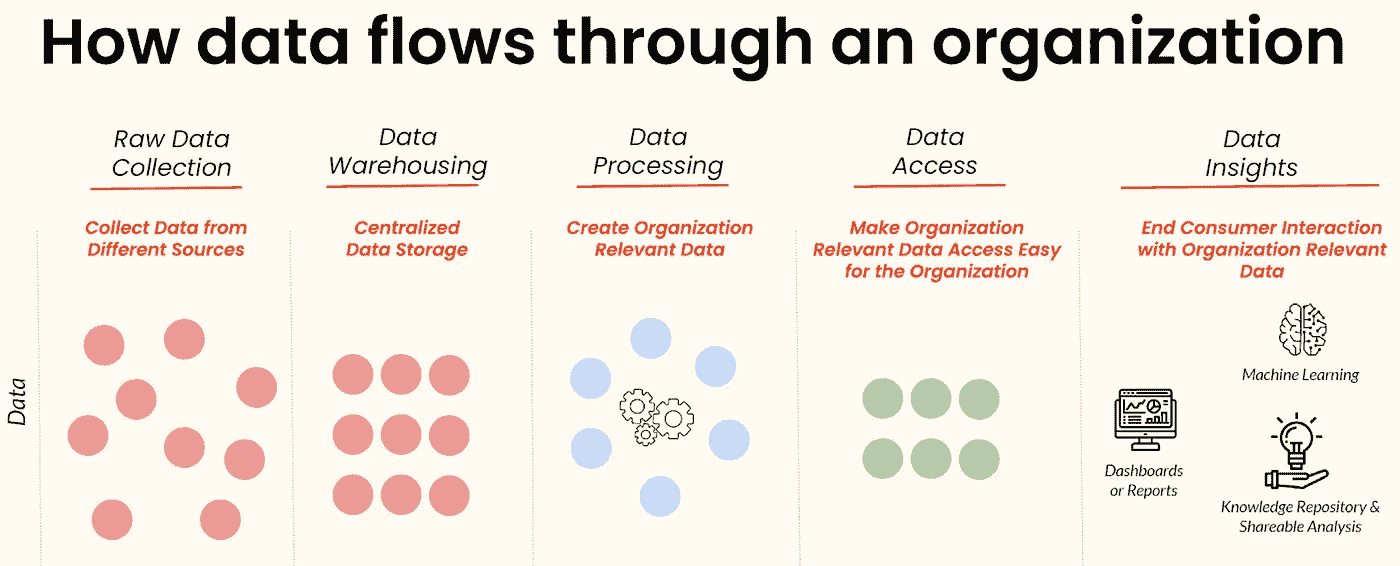 How data flows through an organization
Raw Data
Collection
Data
Warehousing
Data
Processing
Data
Access
Data
Insights
Collect Data from
Different Sources
Centralized
Data Storage
Create Organization
Relevant Data
Make Organization
Relevant Data Access Easy
for the Organization
End Consumer Interaction
with Organization Relevant
Data
Data
Machine Learning
Dashboards
or Reports
Knowledge Repository &
Shareable Analysis